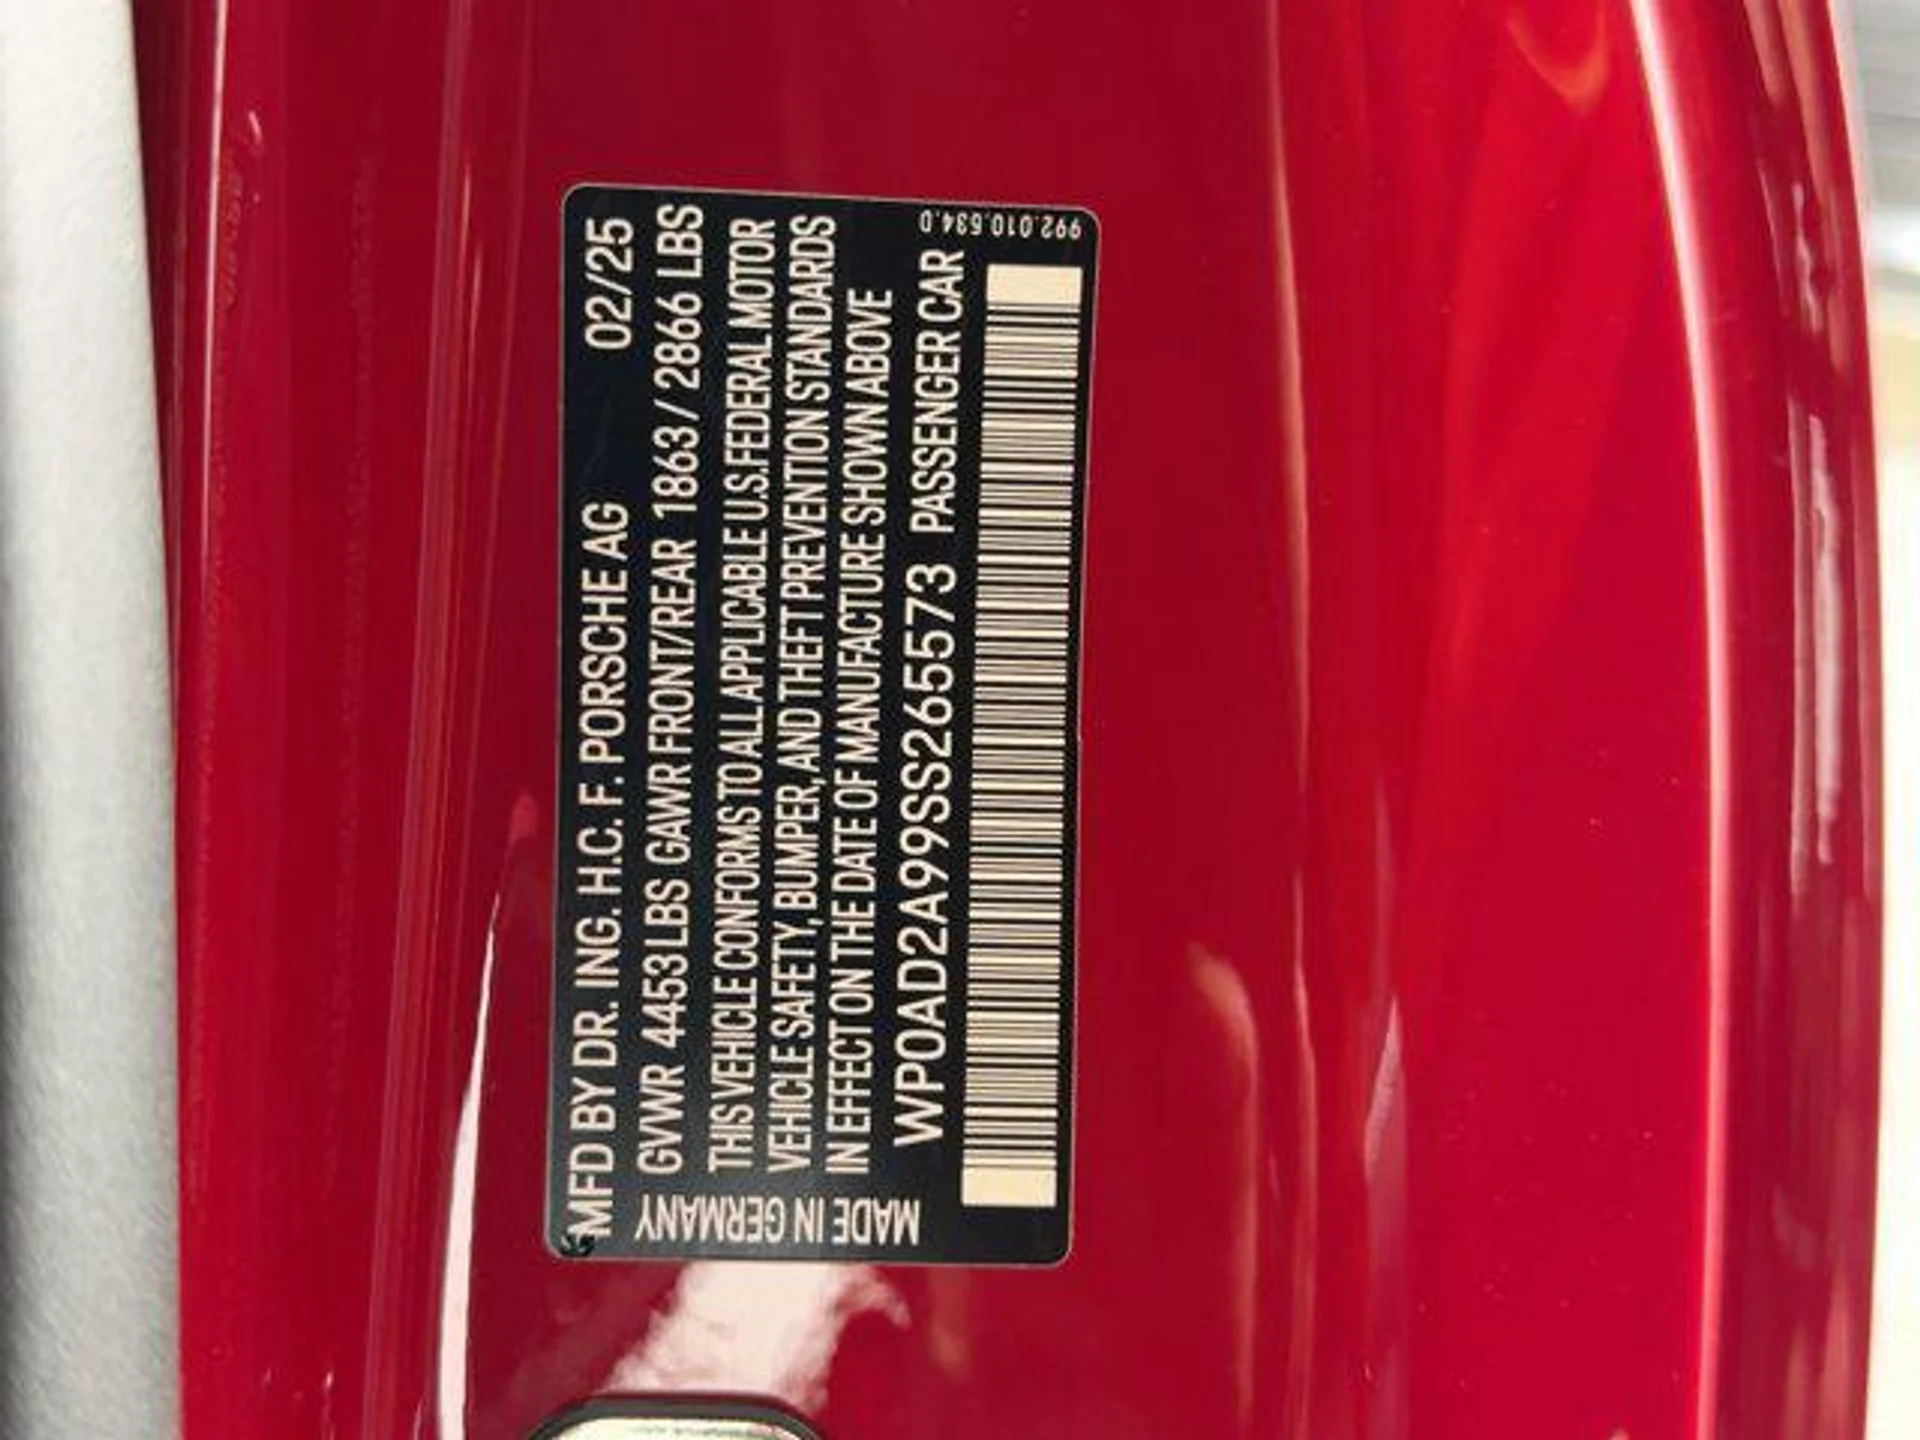 MFD BY DR. ING. H.C. F. PORSCHE AG 02/25
GVWR 4453 LBS GAWR FRONT/REAR 1863/2866 LBS
THIS VEHICLE CONFORMS TO ALL APPLICABLE U.S. FEDERAL MOTOR
VEHICLE SAFETY, BUMPER, AND THEFT PREVENTION STANDARDS
IN EFFECT ON THE DATE OF MANUFACTURE SHOWN ABOVE
WP0AD2A99SS265573 PASSENGER CAR
MADE IN GERMANY
992.010.634.D